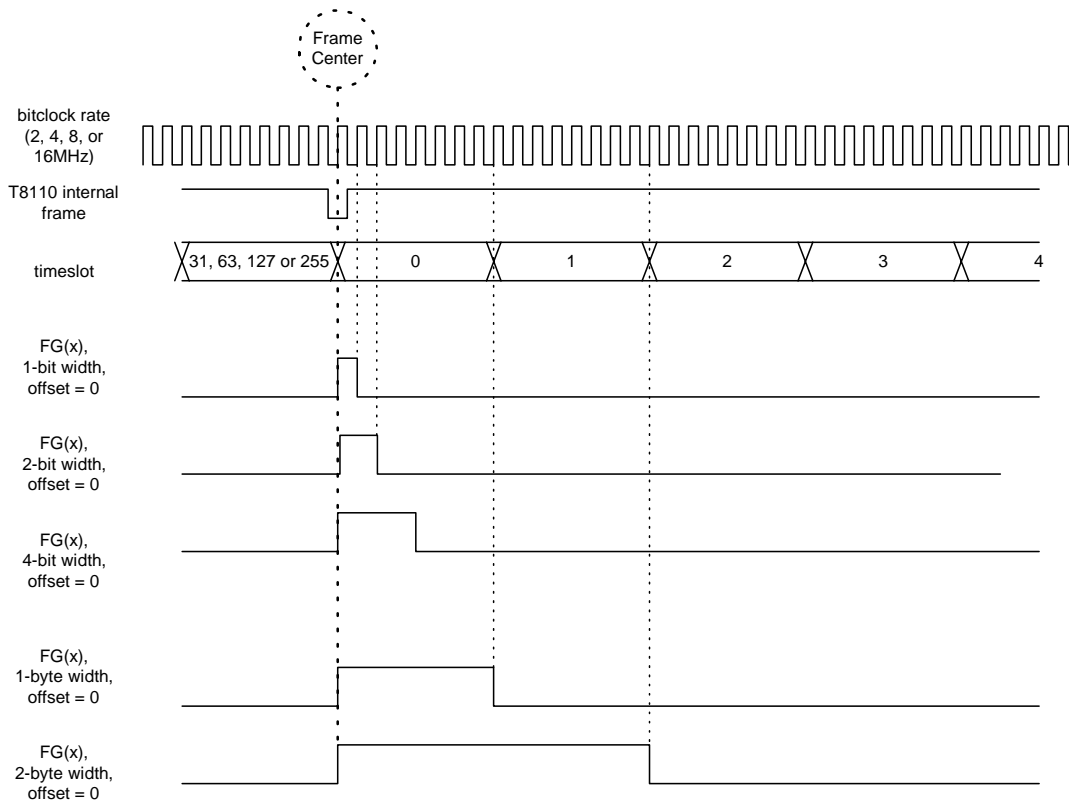 Frame
Center
bitclock rate
(2, 4, 8, or
16MHz)
T8110 internal
frame
timeslot
31, 63, 127 or 255
0
1
2
3
4
FG(x),
1-bit width,
offset = 0
FG(x),
2-bit width,
offset = 0
FG(x),
4-bit width,
offset = 0
FG(x),
1-byte width,
offset = 0
FG(x),
2-byte width,
offset = 0